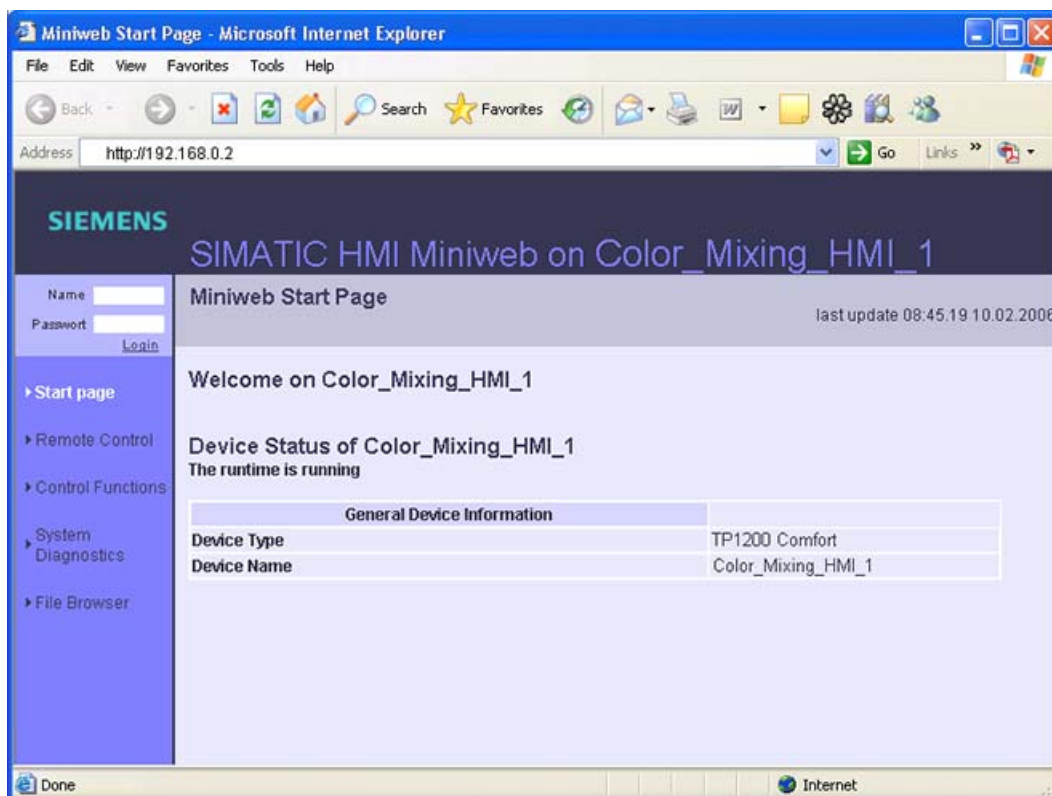 Miniweb Start Page - Microsoft Internet Explorer
File Edit View Favorites Tools Help
Back Search Favorites W
Address http://192.168.0.2 Go Links »
SIEMENS
SIMATIC HMI Miniweb on Color_Mixing_HMI_1
Name
Passwort
Login
Miniweb Start Page
last update 08:45.19 10.02.2006
Start page
Remote Control
Control Functions
System
Diagnostics
File Browser
Welcome on Color_Mixing_HMI_1
Device Status of Color_Mixing_HMI_1
The runtime is running
General Device Information
Device Type TP1200 Comfort
Device Name Color_Mixing_HMI_1
Done Internet